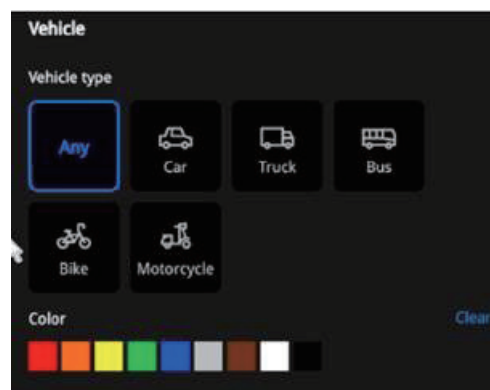 Vehicle
Vehicle type
Any
Car
Truck
Bus
Bike
Motorcycle
Color
Clear